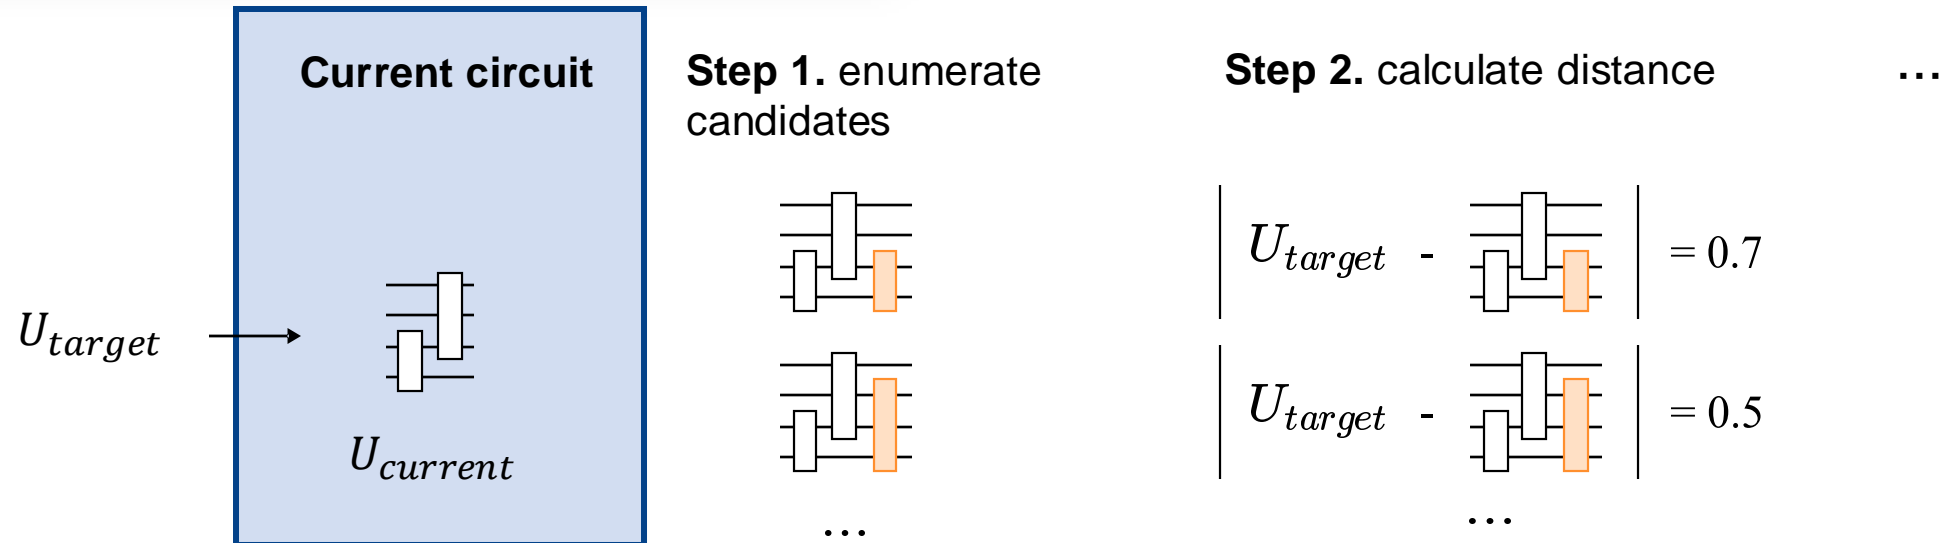 Current circuit
Step 1. enumerate
candidates
Step 2. calculate distance
...
U_target
U_current
...
U_target - = 0.7
U_target - = 0.5
...